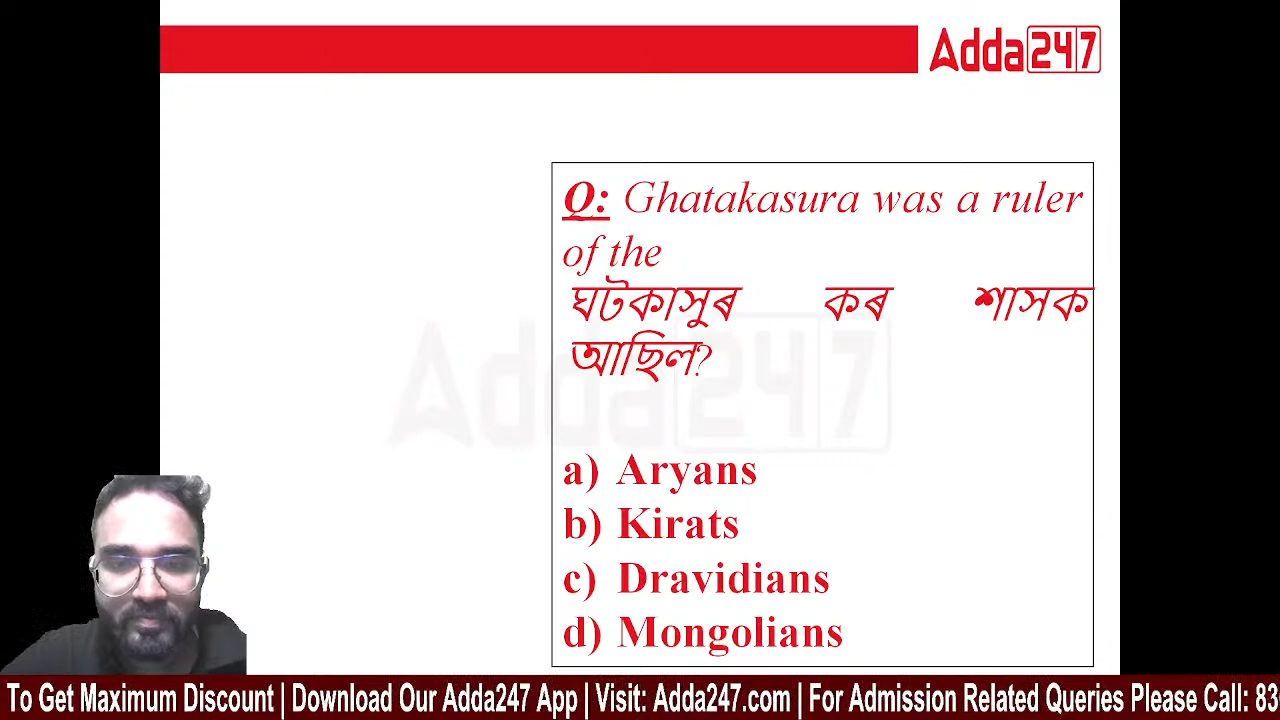 Adda247
Q: Ghatakasura was a ruler
of the
ঘটকাসুৰ কৰ শাসক
আছিল?
Adda247
a) Aryans
b) Kirats
c) Dravidians
d) Mongolians
To Get Maximum Discount | Download Our Adda247 App | Visit: Adda247.com | For Admission Related Queries Please Call: 83